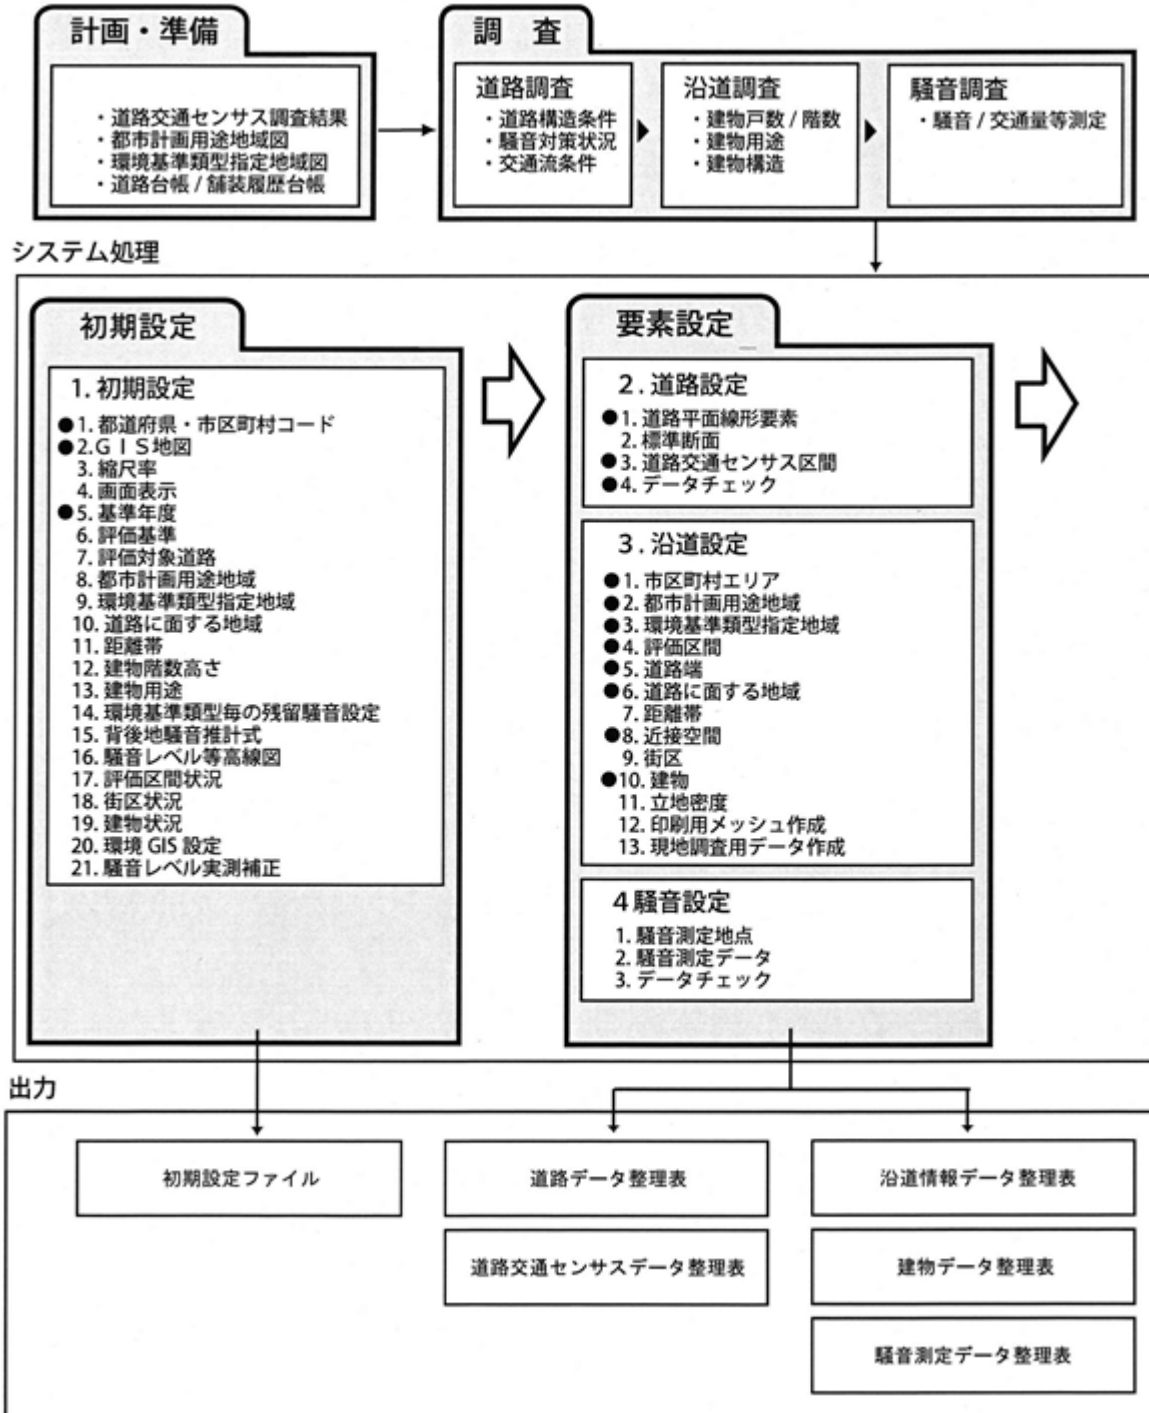 計画・準備
・道路交通センサス調査結果
・都市計画用途地域図
・環境基準類型指定地域図
・道路台帳 / 舗装履歴台帳
調　査
道路調査
・道路構造条件
・騒音対策状況
・交通流条件
沿道調査
・建物戸数 / 階数
・建物用途
・建物構造
騒音調査
・騒音 / 交通量等測定
システム処理
初期設定
1. 初期設定
●1. 都道府県・市区町村コード
●2.GIS地図
3. 縮尺率
4. 画面表示
●5. 基準年度
6. 評価基準
7. 評価対象道路
8. 都市計画用途地域
9. 環境基準類型指定地域
10. 道路に面する地域
11. 距離帯
12. 建物階数高さ
13. 建物用途
14. 環境基準類型毎の残留騒音設定
15. 背後地騒音推計式
16. 騒音レベル等高線図
17. 評価区間状況
18. 街区状況
19. 建物状況
20. 環境 GIS 設定
21. 騒音レベル実測補正
要素設定
2. 道路設定
●1. 道路平面線形要素
2. 標準断面
●3. 道路交通センサス区間
●4. データチェック
3. 沿道設定
●1. 市区町村エリア
●2. 都市計画用途地域
●3. 環境基準類型指定地域
●4. 評価区間
●5. 道路端
●6. 道路に面する地域
7. 距離帯
●8. 近接空間
9. 街区
●10. 建物
11. 立地密度
12. 印刷用メッシュ作成
13. 現地調査用データ作成
4 騒音設定
1. 騒音測定地点
2. 騒音測定データ
3. データチェック
出力
初期設定ファイル
道路データ整理表
道路交通センサスデータ整理表
沿道情報データ整理表
建物データ整理表
騒音測定データ整理表